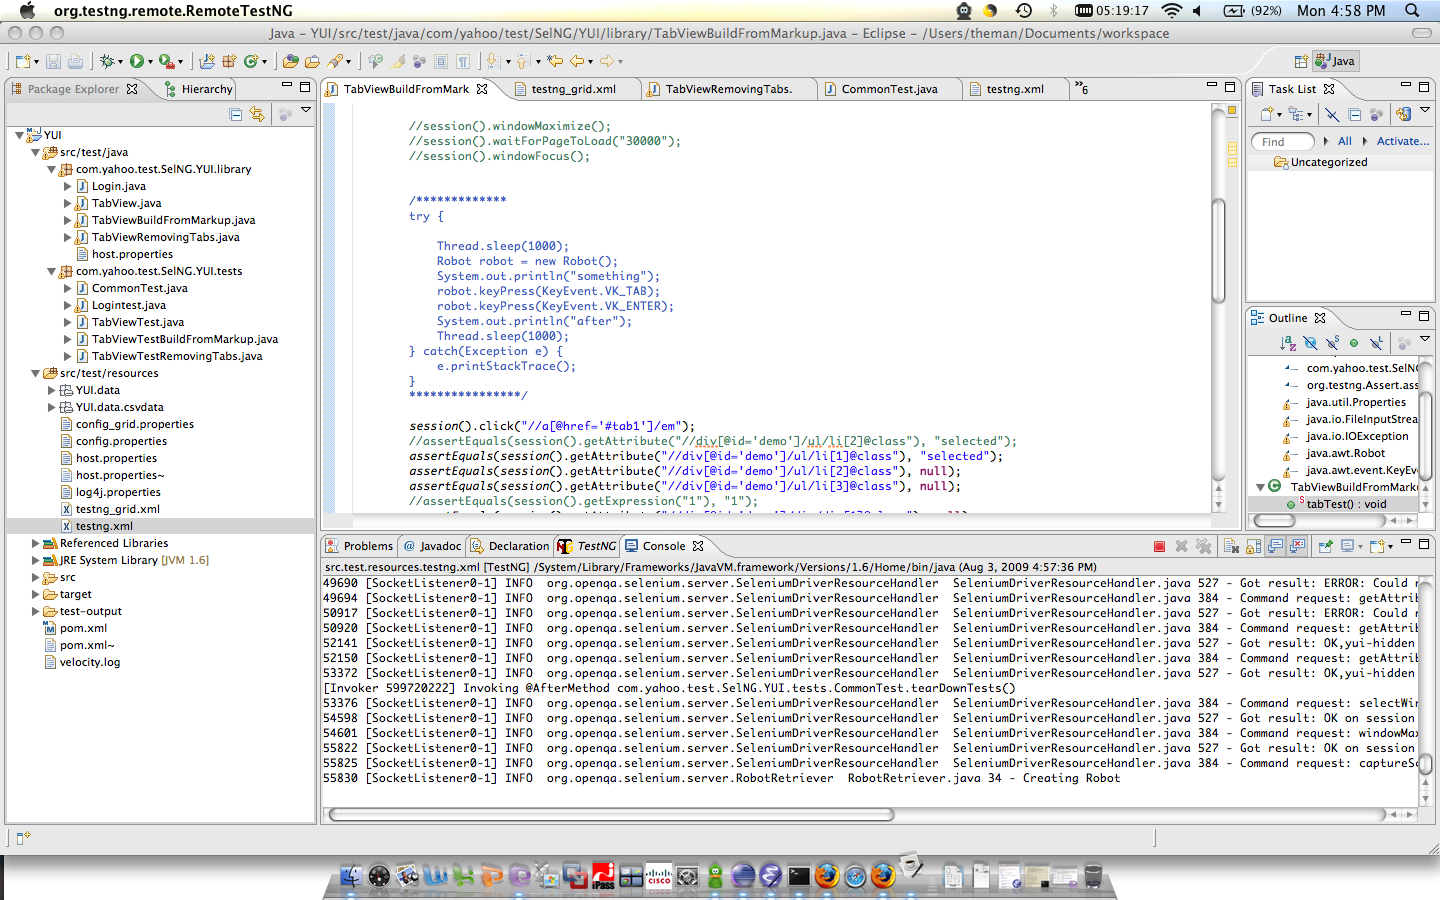 org.testng.remote.RemoteTestNG
05:19:17
(92%)
Mon 4:58 PM
Java – YUI/src/test/java/com/yahoo/test/SelNG/YUI/library/TabViewBuildFromMarkup.java – Eclipse – /Users/theman/Documents/workspace
Java
Package Explorer
Hierarchy
YUI
src/test/java
com.yahoo.test.SelNG.YUI.library
Login.java
TabView.java
TabViewBuildFromMarkup.java
TabViewRemovingTabs.java
host.properties
com.yahoo.test.SelNG.YUI.tests
CommonTest.java
Logintest.java
TabViewTest.java
TabViewTestBuildFromMarkup.java
TabViewTestRemovingTabs.java
src/test/resources
YUI.data
YUI.data.csvdata
config_grid.properties
config.properties
host.properties
host.properties~
log4j.properties
testng_grid.xml
testng.xml
Referenced Libraries
JRE System Library [JVM 1.6]
src
target
test-output
pom.xml
pom.xml~
velocity.log
TabViewBuildFromMark
testng_grid.xml
TabViewRemovingTabs.
CommonTest.java
testng.xml
»6
//session().windowMaximize();
//session().waitForPageToLoad("30000");
//session().windowFocus();
/*************
try {
Thread.sleep(1000);
Robot robot = new Robot();
System.out.println("something");
robot.keyPress(KeyEvent.VK_TAB);
robot.keyPress(KeyEvent.VK_ENTER);
System.out.println("after");
Thread.sleep(1000);
} catch(Exception e) {
e.printStackTrace();
}
****************/
session().click("//a[@href='#tab1']/em");
//assertEquals(session().getAttribute("//div[@id='demo']/ul/li[2]@class"), "selected");
assertEquals(session().getAttribute("//div[@id='demo']/ul/li[1]@class"), "selected");
assertEquals(session().getAttribute("//div[@id='demo']/ul/li[2]@class"), null);
assertEquals(session().getAttribute("//div[@id='demo']/ul/li[3]@class"), null);
//assertEquals(session().getExpression("1"), "1");
Task List
Find
All
Activate...
Uncategorized
Outline
com.yahoo.test.SelNG
org.testng.Assert.ass
java.util.Properties
java.io.FileInputStrea
java.io.IOException
java.awt.Robot
java.awt.event.KeyEv
TabViewBuildFromMarku
S tabTest() : void
Problems
@ Javadoc
Declaration
TestNG
Console
src.test.resources.testng.xml [TestNG] /System/Library/Frameworks/JavaVM.framework/Versions/1.6/Home/bin/java (Aug 3, 2009 4:57:36 PM)
49690 [SocketListener0-1] INFO org.openqa.selenium.server.SeleniumDriverResourceHandler SeleniumDriverResourceHandler.java 527 - Got result: ERROR: Could
49694 [SocketListener0-1] INFO org.openqa.selenium.server.SeleniumDriverResourceHandler SeleniumDriverResourceHandler.java 384 - Command request: getAttrib
50917 [SocketListener0-1] INFO org.openqa.selenium.server.SeleniumDriverResourceHandler SeleniumDriverResourceHandler.java 527 - Got result: ERROR: Could
50920 [SocketListener0-1] INFO org.openqa.selenium.server.SeleniumDriverResourceHandler SeleniumDriverResourceHandler.java 384 - Command request: getAttrib
52141 [SocketListener0-1] INFO org.openqa.selenium.server.SeleniumDriverResourceHandler SeleniumDriverResourceHandler.java 527 - Got result: OK,yui-hidden
52150 [SocketListener0-1] INFO org.openqa.selenium.server.SeleniumDriverResourceHandler SeleniumDriverResourceHandler.java 384 - Command request: getAttrib
53372 [SocketListener0-1] INFO org.openqa.selenium.server.SeleniumDriverResourceHandler SeleniumDriverResourceHandler.java 527 - Got result: OK,yui-hidden
[Invoker 599720222] Invoking @AfterMethod com.yahoo.test.SelNG.YUI.tests.CommonTest.tearDownTests()
53376 [SocketListener0-1] INFO org.openqa.selenium.server.SeleniumDriverResourceHandler SeleniumDriverResourceHandler.java 384 - Command request: selectWin
54598 [SocketListener0-1] INFO org.openqa.selenium.server.SeleniumDriverResourceHandler SeleniumDriverResourceHandler.java 527 - Got result: OK on session
54601 [SocketListener0-1] INFO org.openqa.selenium.server.SeleniumDriverResourceHandler SeleniumDriverResourceHandler.java 384 - Command request: windowMax
55822 [SocketListener0-1] INFO org.openqa.selenium.server.SeleniumDriverResourceHandler SeleniumDriverResourceHandler.java 527 - Got result: OK on session
55825 [SocketListener0-1] INFO org.openqa.selenium.server.SeleniumDriverResourceHandler SeleniumDriverResourceHandler.java 384 - Command request: captureSc
55830 [SocketListener0-1] INFO org.openqa.selenium.server.RobotRetriever RobotRetriever.java 34 - Creating Robot
iPass
CISCO